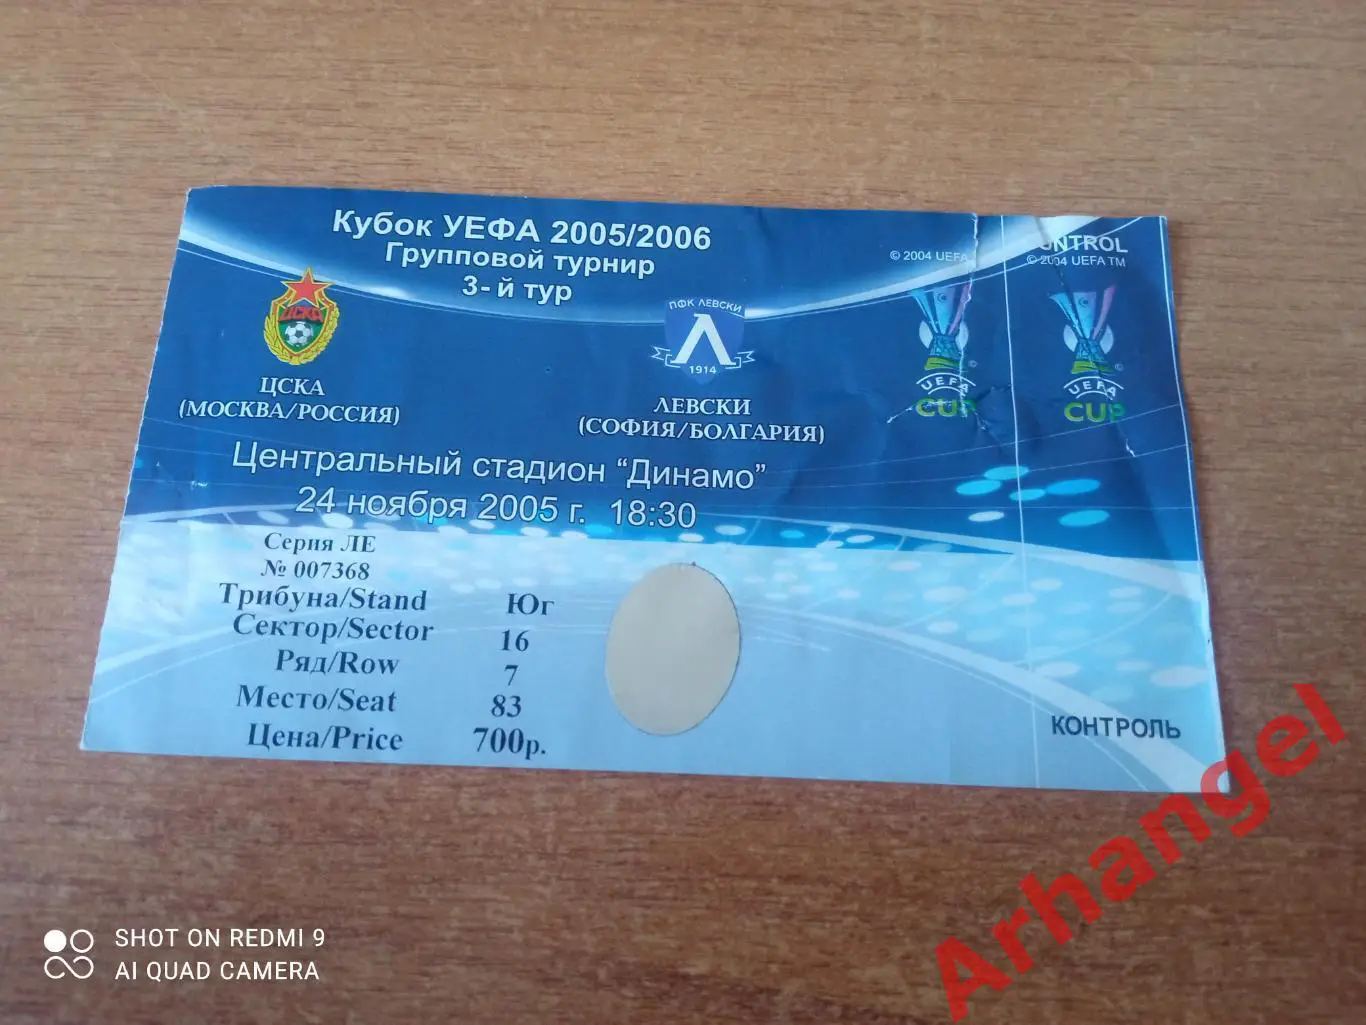 Кубок УЕФА 2005/2006
Групповой турнир
3-й тур
© 2004 UEFA
CONTROL
© 2004 UEFA TM
ЦСКА
ПФК ЛЕВСКИ
Λ
1914
UEFA
CUP
UEFA
CUP
ЦСКА
(МОСКВА/РОССИЯ)
ЛЕВСКИ
(СОФИЯ/БОЛГАРИЯ)
Центральный стадион "Динамо"
24 ноября 2005 г. 18:30
Серия ЛЕ
№ 007368
Трибуна/Stand Юг
Сектор/Sector 16
Ряд/Row 7
Место/Seat 83
Цена/Price 700р.
КОНТРОЛЬ
SHOT ON REDMI 9
AI QUAD CAMERA
Arhangel